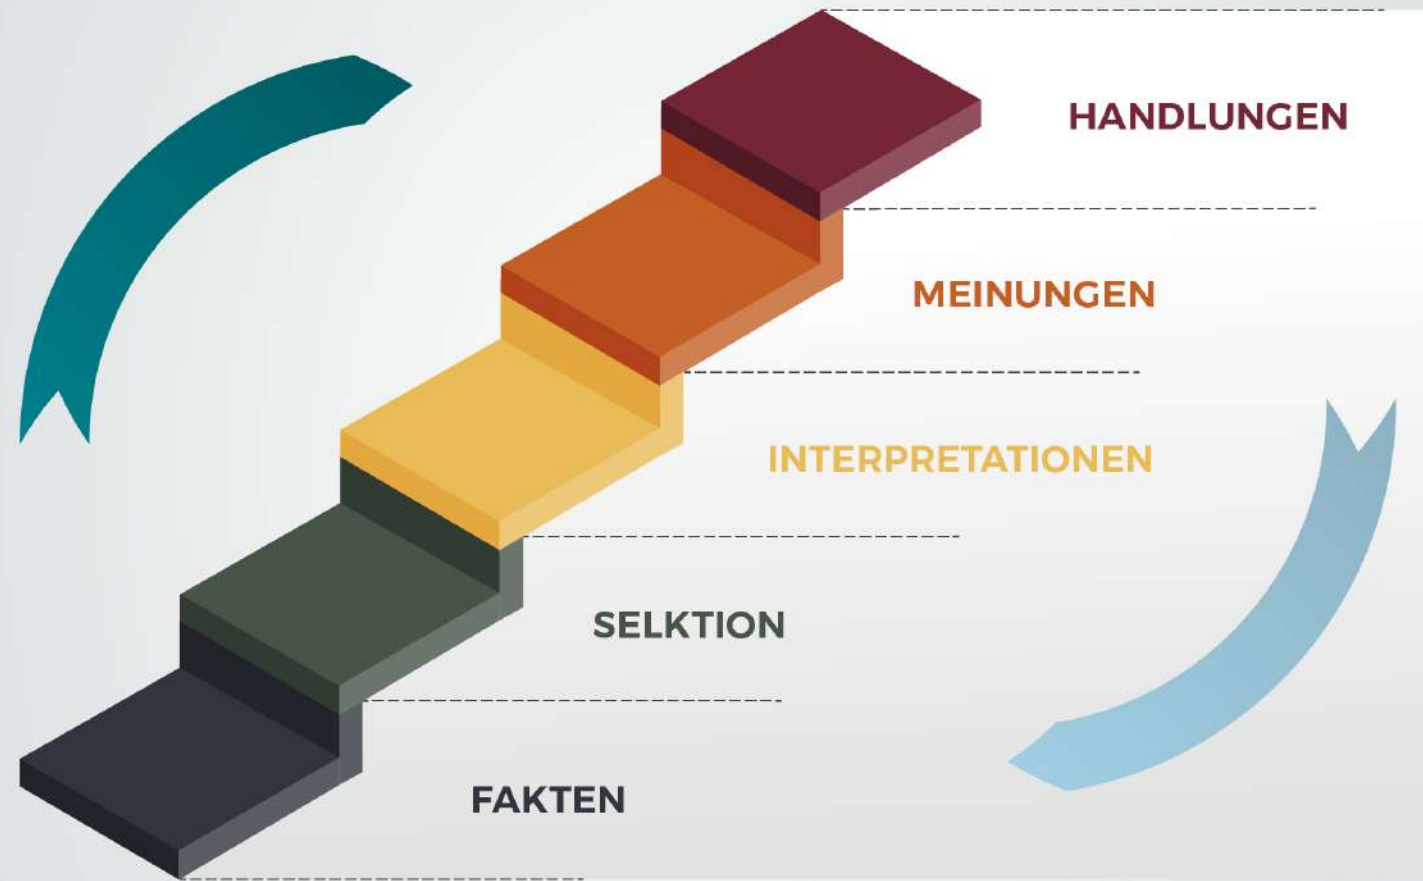 HANDLUNGEN
MEINUNGEN
INTERPRETATIONEN
SELKTION
FAKTEN